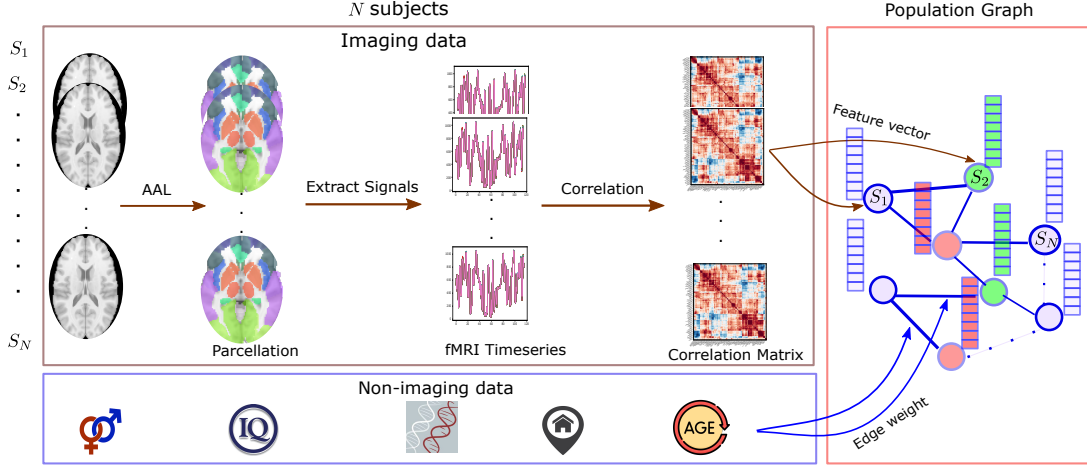 N subjects
Population Graph
Imaging data
S1
S2
SN
AAL
Extract Signals
Correlation
Parcellation
fMRI Timeseries
Correlation Matrix
Feature vector
S1
S2
SN
Edge weight
Non-imaging data
IQ
AGE